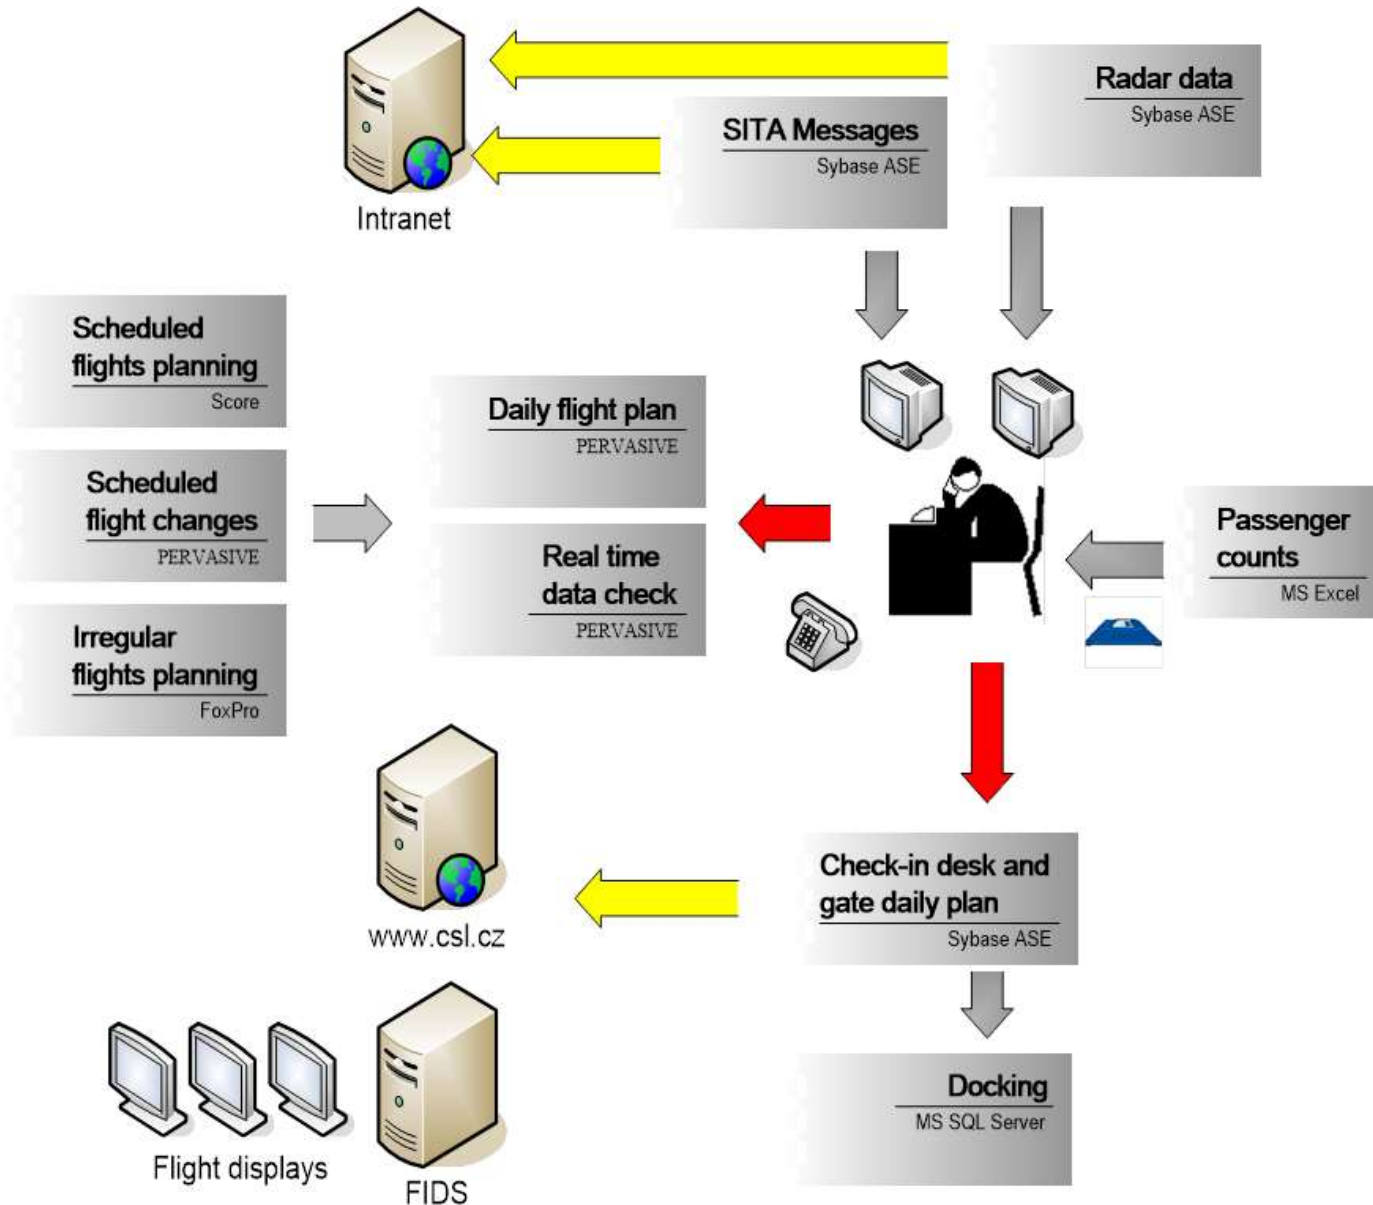 Radar data
Sybase ASE
SITA Messages
Sybase ASE
Intranet
Scheduled
flights planning
Score
Daily flight plan
PERVASIVE
Scheduled
flight changes
PERVASIVE
Passenger
counts
MS Excel
Real time
data check
PERVASIVE
Irregular
flights planning
FoxPro
Check-in desk and
gate daily plan
Sybase ASE
www.csl.cz
Docking
MS SQL Server
Flight displays
FIDS